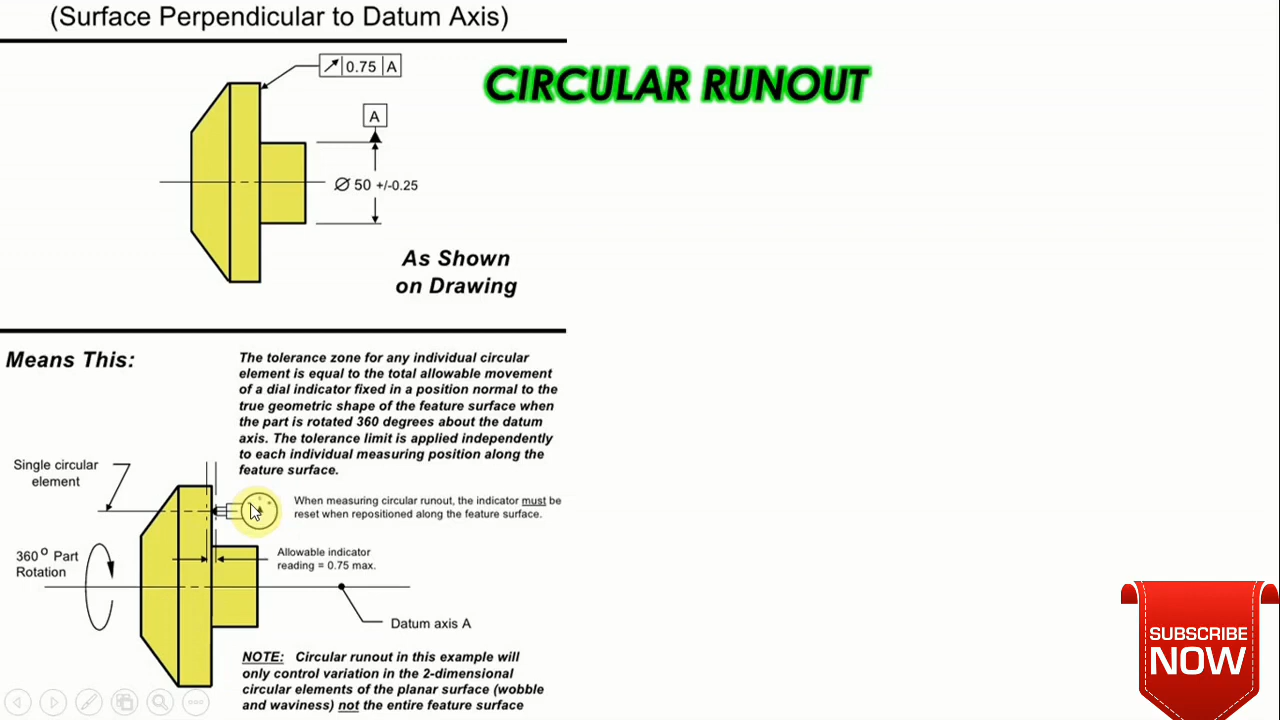 (Surface Perpendicular to Datum Axis)
CIRCULAR RUNOUT
0.75 A
A
Ø 50 +/-0.25
As Shown
on Drawing
Means This:
The tolerance zone for any individual circular
element is equal to the total allowable movement
of a dial indicator fixed in a position normal to the
true geometric shape of the feature surface when
the part is rotated 360 degrees about the datum
axis. The tolerance limit is applied independently
to each individual measuring position along the
feature surface.
Single circular
element
When measuring circular runout, the indicator must be
reset when repositioned along the feature surface.
360° Part
Rotation
Allowable indicator
reading = 0.75 max.
Datum axis A
NOTE: Circular runout in this example will
only control variation in the 2-dimensional
circular elements of the planar surface (wobble
and waviness) not the entire feature surface
SUBSCRIBE
NOW